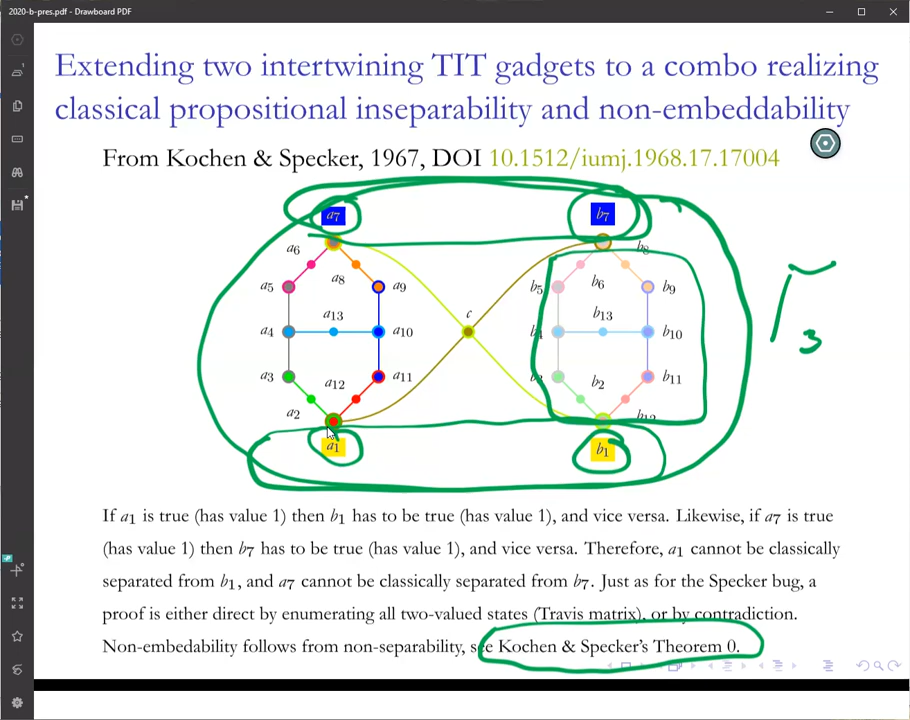 2020-b-pres.pdf - Drawboard PDF
Extending two intertwining TIT gadgets to a combo realizing
classical propositional inseparability and non-embeddability
From Kochen & Specker, 1967, DOI 10.1512/iumj.1968.17.17004
a7 b7
a6 b8
a8 b6
a5 a9 b5 b9
a13 c b13
a4 a10 b4 b10
a3 a12 a11 b3 b2 b11
a2 b12
a1 b1
Γ3
If a1 is true (has value 1) then b1 has to be true (has value 1), and vice versa. Likewise, if a7 is true
(has value 1) then b7 has to be true (has value 1), and vice versa. Therefore, a1 cannot be classically
separated from b1, and a7 cannot be classically separated from b7. Just as for the Specker bug, a
proof is either direct by enumerating all two-valued states (Travis matrix), or by contradiction.
Non-embedability follows from non-separability, see Kochen & Specker's Theorem 0.